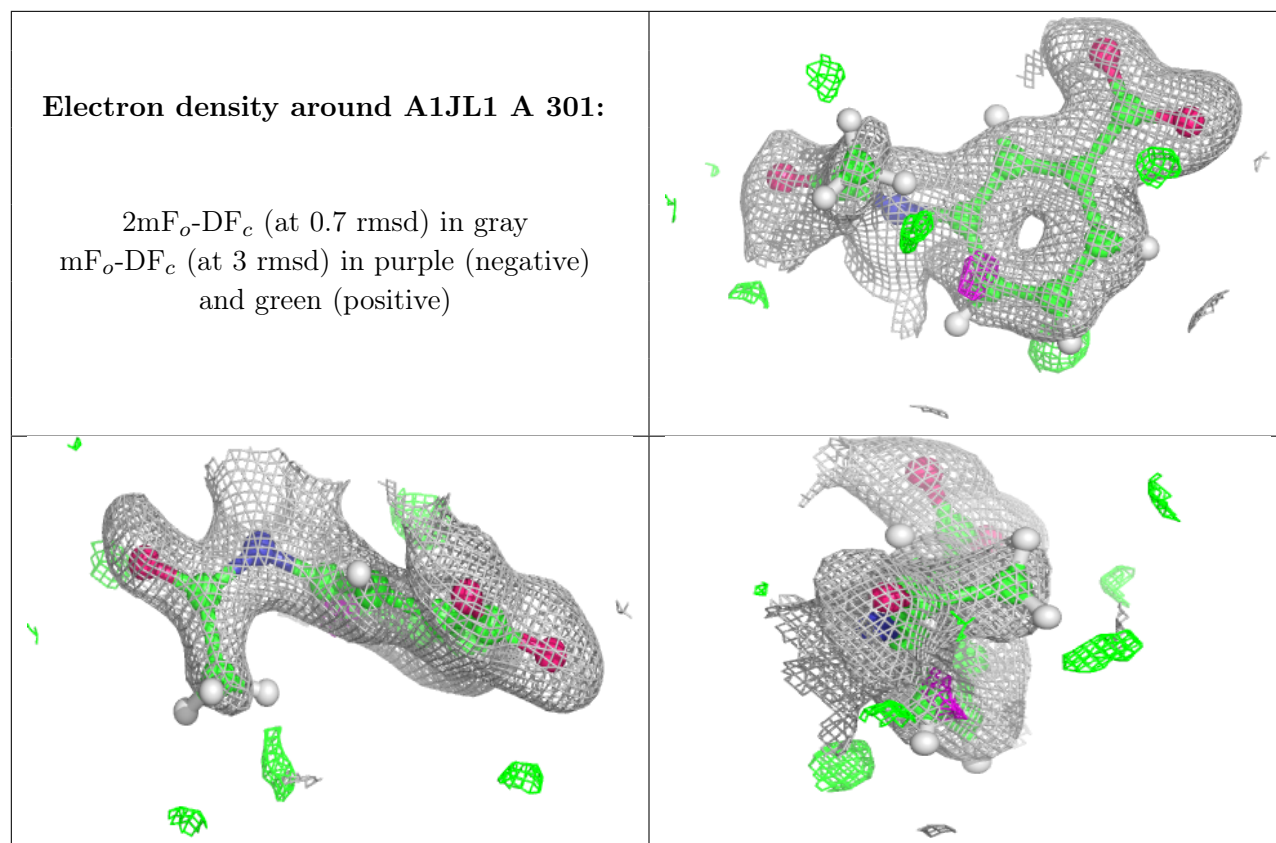 Electron density around A1JL1 A 301:
2mFₒ-DF𝒸 (at 0.7 rmsd) in gray
mFₒ-DF𝒸 (at 3 rmsd) in purple (negative)
and green (positive)